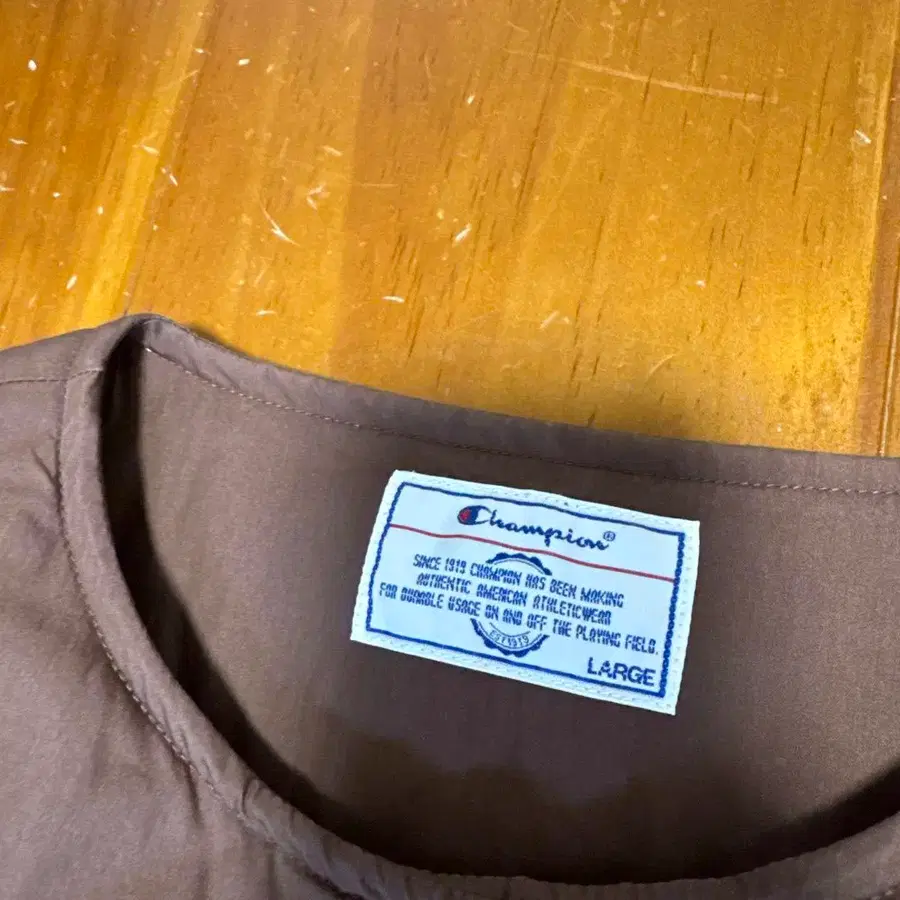 Champion®
SINCE 1919 CHAMPION HAS BEEN MAKING
AUTHENTIC AMERICAN ATHLETICWEAR
FOR DURABLE USAGE ON AND OFF THE PLAYING FIELD.
EST 1919
LARGE